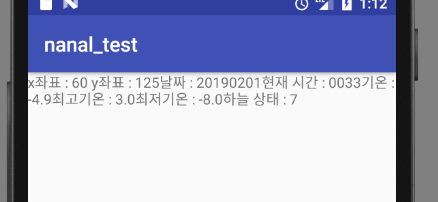 1:12
nanal_test
x좌표 : 60 y좌표 : 125날짜 : 20190201현재 시간 : 0033기온 :
-4.9최고기온 : 3.0최저기온 : -8.0하늘 상태 : 7